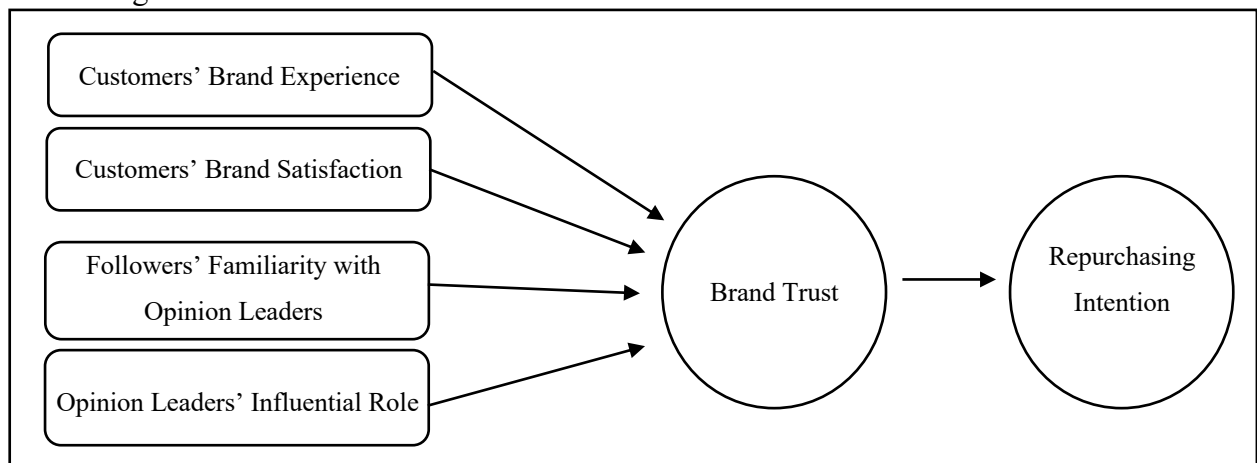 Customers’ Brand Experience
Customers’ Brand Satisfaction
Followers’ Familiarity with
Opinion Leaders
Opinion Leaders’ Influential Role
Brand Trust
Repurchasing
Intention